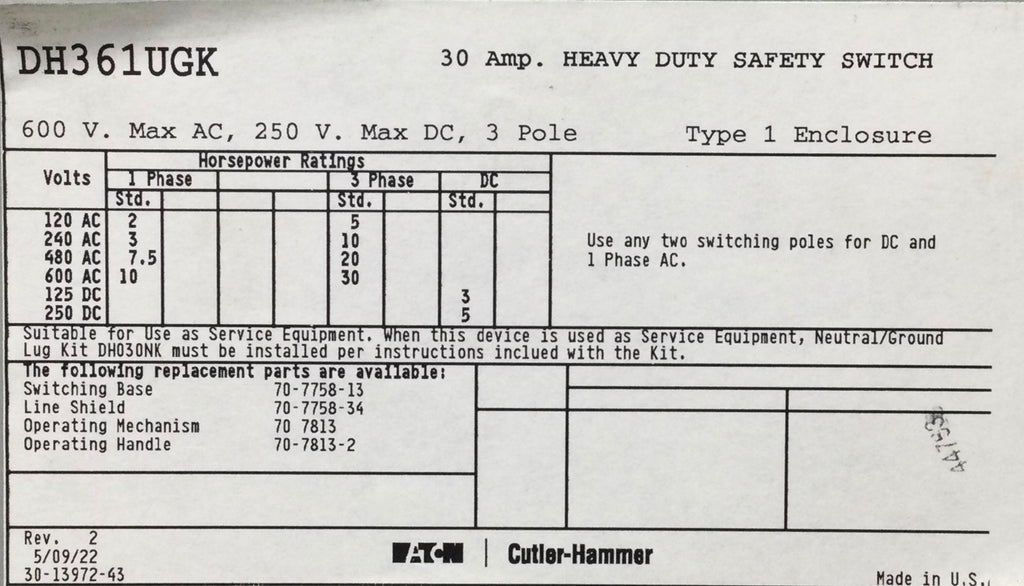 DH361UGK
30 Amp. HEAVY DUTY SAFETY SWITCH
600 V. Max AC, 250 V. Max DC, 3 Pole
Type 1 Enclosure
Horsepower Ratings
Volts 1 Phase 3 Phase DC
Std. Std. Std.
120 AC 2 5
240 AC 3 10
480 AC 7.5 20
600 AC 10 30
125 DC 3
250 DC 5
Use any two switching poles for DC and
1 Phase AC.
Suitable for Use as Service Equipment. When this device is used as Service Equipment, Neutral/Ground
Lug Kit DH030NK must be installed per instructions inclued with the Kit.
The following replacement parts are available:
Switching Base 70-7758-13
Line Shield 70-7758-34
Operating Mechanism 70 7813
Operating Handle 70-7813-2
Rev. 2
5/09/22
30-13972-43
EATON | Cutler-Hammer
Made in U.S.